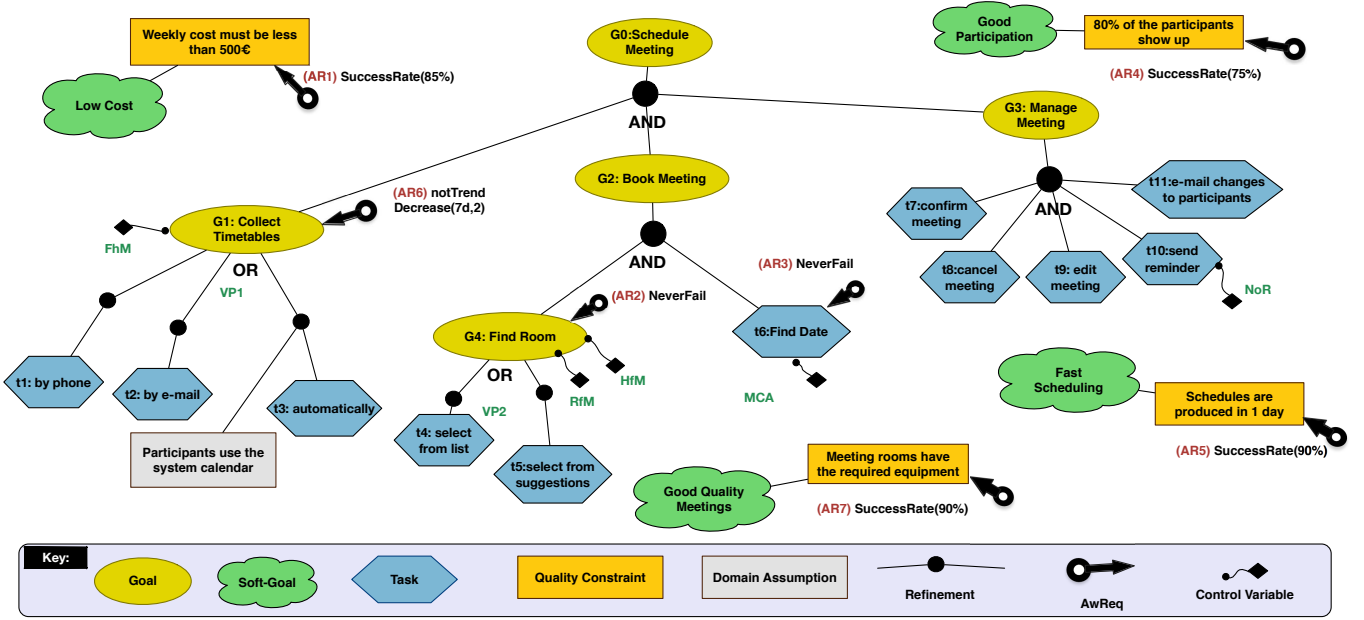 Weekly cost must be less
than 500€
(AR1) SuccessRate(85%)
Low Cost
G0:Schedule
Meeting
AND
Good
Participation
80% of the participants
show up
(AR4) SuccessRate(75%)
G3: Manage
Meeting
AND
t7:confirm
meeting
t8:cancel
meeting
t9: edit
meeting
t10:send
reminder
t11:e-mail changes
to participants
NoR
G2: Book Meeting
AND
(AR6) notTrend
Decrease(7d,2)
G1: Collect
Timetables
FhM
OR
VP1
t1: by phone
t2: by e-mail
t3: automatically
Participants use the
system calendar
(AR2) NeverFail
G4: Find Room
OR
VP2
RfM
HfM
t4: select
from list
t5:select from
suggestions
(AR3) NeverFail
t6:Find Date
MCA
Fast
Scheduling
Schedules are
produced in 1 day
(AR5) SuccessRate(90%)
Good Quality
Meetings
Meeting rooms have
the required equipment
(AR7) SuccessRate(90%)
Key:
Goal
Soft-Goal
Task
Quality Constraint
Domain Assumption
Refinement
AwReq
Control Variable